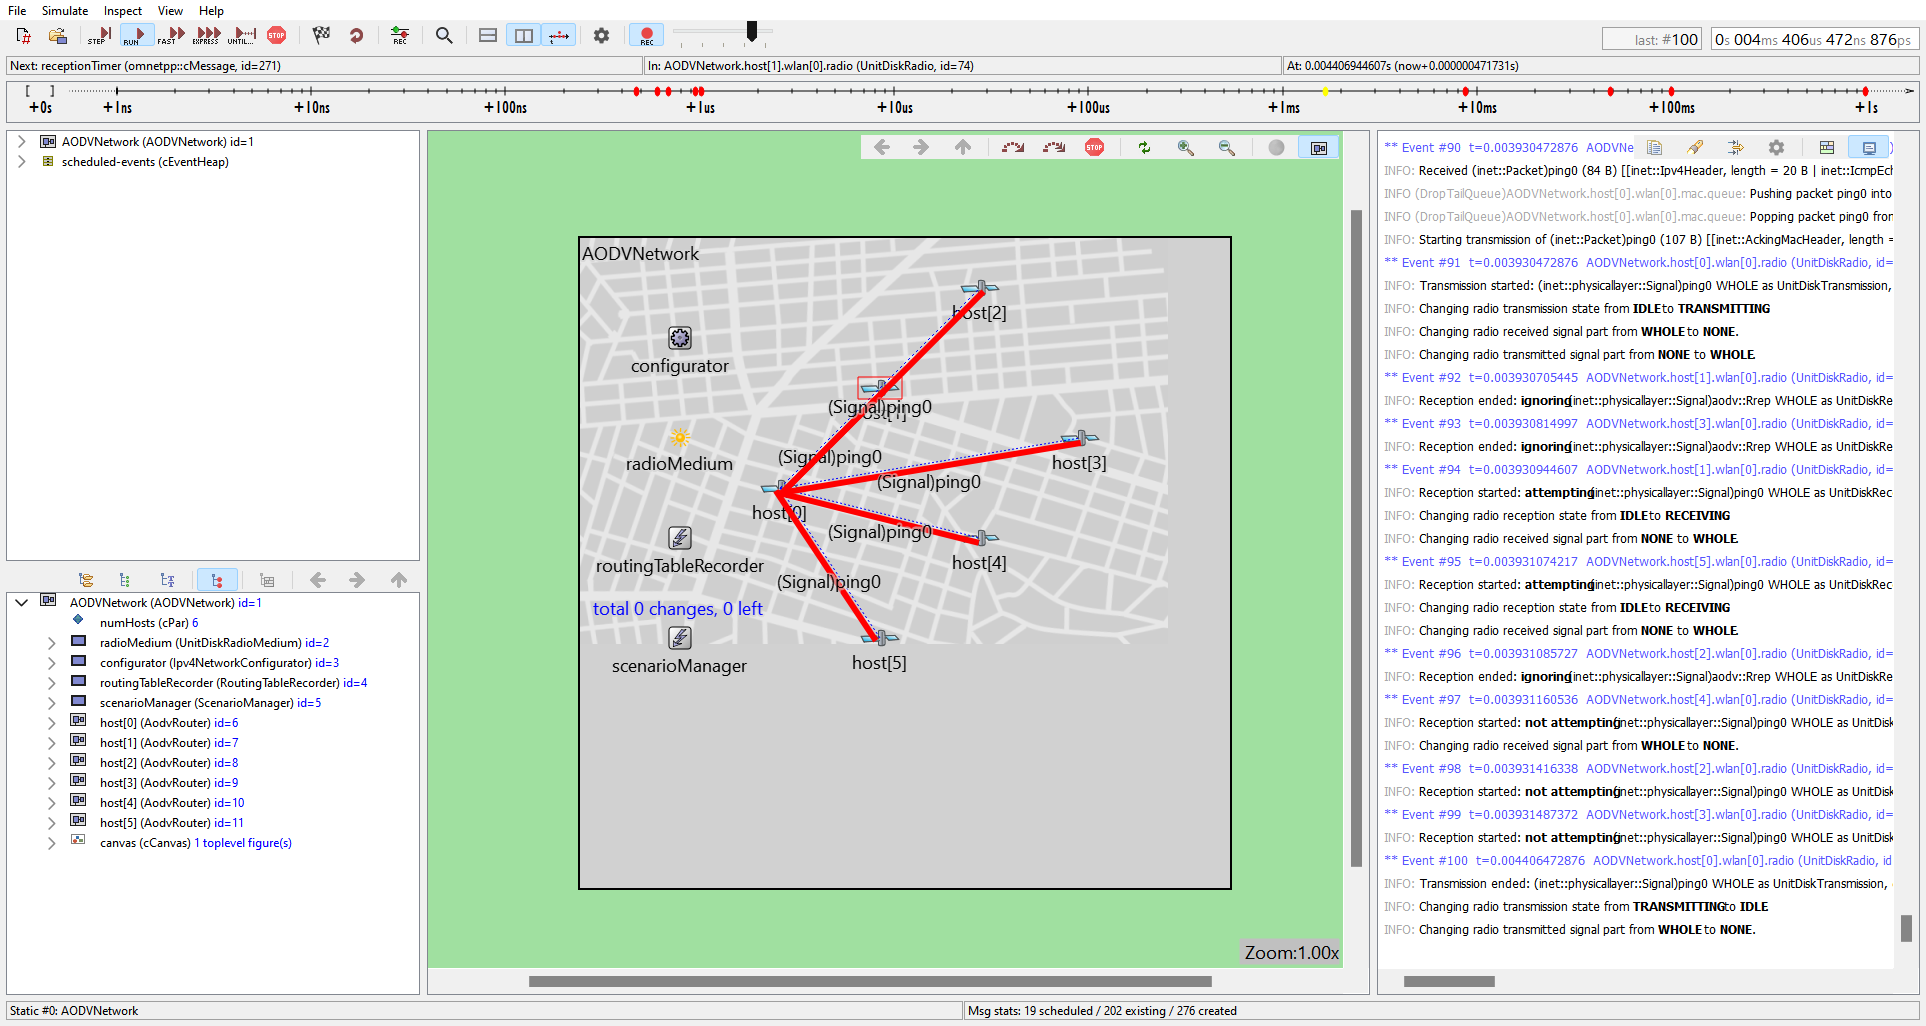 File Simulate Inspect View Help
STEP RUN FAST EXPRESS UNTIL... STOP REC REC
last: #100 0s 004ms 406us 472ns 876ps
Next: receptionTimer (omnetpp::cMessage, id=271) In: AODVNetwork.host[1].wlan[0].radio (UnitDiskRadio, id=74) At: 0.004406944607s (now+0.000000471731s)
[ ]
+0s +1ns +10ns +100ns +1us +10us +100us +1ms +10ms +100ms +1s
AODVNetwork (AODVNetwork) id=1
scheduled-events (cEventHeap)
AODVNetwork (AODVNetwork) id=1
numHosts (cPar) 6
radioMedium (UnitDiskRadioMedium) id=2
configurator (Ipv4NetworkConfigurator) id=3
routingTableRecorder (RoutingTableRecorder) id=4
scenarioManager (ScenarioManager) id=5
host[0] (AodvRouter) id=6
host[1] (AodvRouter) id=7
host[2] (AodvRouter) id=8
host[3] (AodvRouter) id=9
host[4] (AodvRouter) id=10
host[5] (AodvRouter) id=11
canvas (cCanvas) 1 toplevel figure(s)
STOP
AODVNetwork
host[2]
configurator
(Signal)ping0
(Signal)ping0
radioMedium
host[3]
(Signal)ping0
host[0]
(Signal)ping0
host[4]
routingTableRecorder
(Signal)ping0
total 0 changes, 0 left
scenarioManager
host[5]
Zoom:1.00x
** Event #90 t=0.003930472876 AODVNe
INFO: Received (inet::Packet)ping0 (84 B) [[inet::Ipv4Header, length = 20 B | inet::IcmpEch
INFO (DropTailQueue)AODVNetwork.host[0].wlan[0].mac.queue: Pushing packet ping0 into
INFO (DropTailQueue)AODVNetwork.host[0].wlan[0].mac.queue: Popping packet ping0 from
INFO: Starting transmission of (inet::Packet)ping0 (107 B) [[inet::AckingMacHeader, length =
** Event #91 t=0.003930472876 AODVNetwork.host[0].wlan[0].radio (UnitDiskRadio, id=
INFO: Transmission started: (inet::physicallayer::Signal)ping0 WHOLE as UnitDiskTransmission,
INFO: Changing radio transmission state from IDLE to TRANSMITTING
INFO: Changing radio received signal part from WHOLE to NONE.
INFO: Changing radio transmitted signal part from NONE to WHOLE.
** Event #92 t=0.003930705445 AODVNetwork.host[1].wlan[0].radio (UnitDiskRadio, id=
INFO: Reception ended: ignoring (inet::physicallayer::Signal)aodv::Rrep WHOLE as UnitDiskRe
** Event #93 t=0.003930814997 AODVNetwork.host[3].wlan[0].radio (UnitDiskRadio, id=
INFO: Reception ended: ignoring (inet::physicallayer::Signal)aodv::Rrep WHOLE as UnitDiskRe
** Event #94 t=0.003930944607 AODVNetwork.host[1].wlan[0].radio (UnitDiskRadio, id=
INFO: Reception started: attempting (inet::physicallayer::Signal)ping0 WHOLE as UnitDiskRec
INFO: Changing radio reception state from IDLE to RECEIVING
INFO: Changing radio received signal part from NONE to WHOLE.
** Event #95 t=0.003931074217 AODVNetwork.host[5].wlan[0].radio (UnitDiskRadio, id=
INFO: Reception started: attempting (inet::physicallayer::Signal)ping0 WHOLE as UnitDiskRec
INFO: Changing radio reception state from IDLE to RECEIVING
INFO: Changing radio received signal part from NONE to WHOLE.
** Event #96 t=0.003931085727 AODVNetwork.host[2].wlan[0].radio (UnitDiskRadio, id=
INFO: Reception ended: ignoring (inet::physicallayer::Signal)aodv::Rrep WHOLE as UnitDiskRe
** Event #97 t=0.003931160536 AODVNetwork.host[4].wlan[0].radio (UnitDiskRadio, id=
INFO: Reception started: not attempting (inet::physicallayer::Signal)ping0 WHOLE as UnitDisk
INFO: Changing radio received signal part from WHOLE to NONE.
** Event #98 t=0.003931416338 AODVNetwork.host[2].wlan[0].radio (UnitDiskRadio, id=
INFO: Reception started: not attempting (inet::physicallayer::Signal)ping0 WHOLE as UnitDisk
** Event #99 t=0.003931487372 AODVNetwork.host[3].wlan[0].radio (UnitDiskRadio, id=
INFO: Reception started: not attempting (inet::physicallayer::Signal)ping0 WHOLE as UnitDisk
** Event #100 t=0.004406472876 AODVNetwork.host[0].wlan[0].radio (UnitDiskRadio, id
INFO: Transmission ended: (inet::physicallayer::Signal)ping0 WHOLE as UnitDiskTransmission,
INFO: Changing radio transmission state from TRANSMITTING to IDLE
INFO: Changing radio transmitted signal part from WHOLE to NONE.
Static #0: AODVNetwork Msg stats: 19 scheduled / 202 existing / 276 created